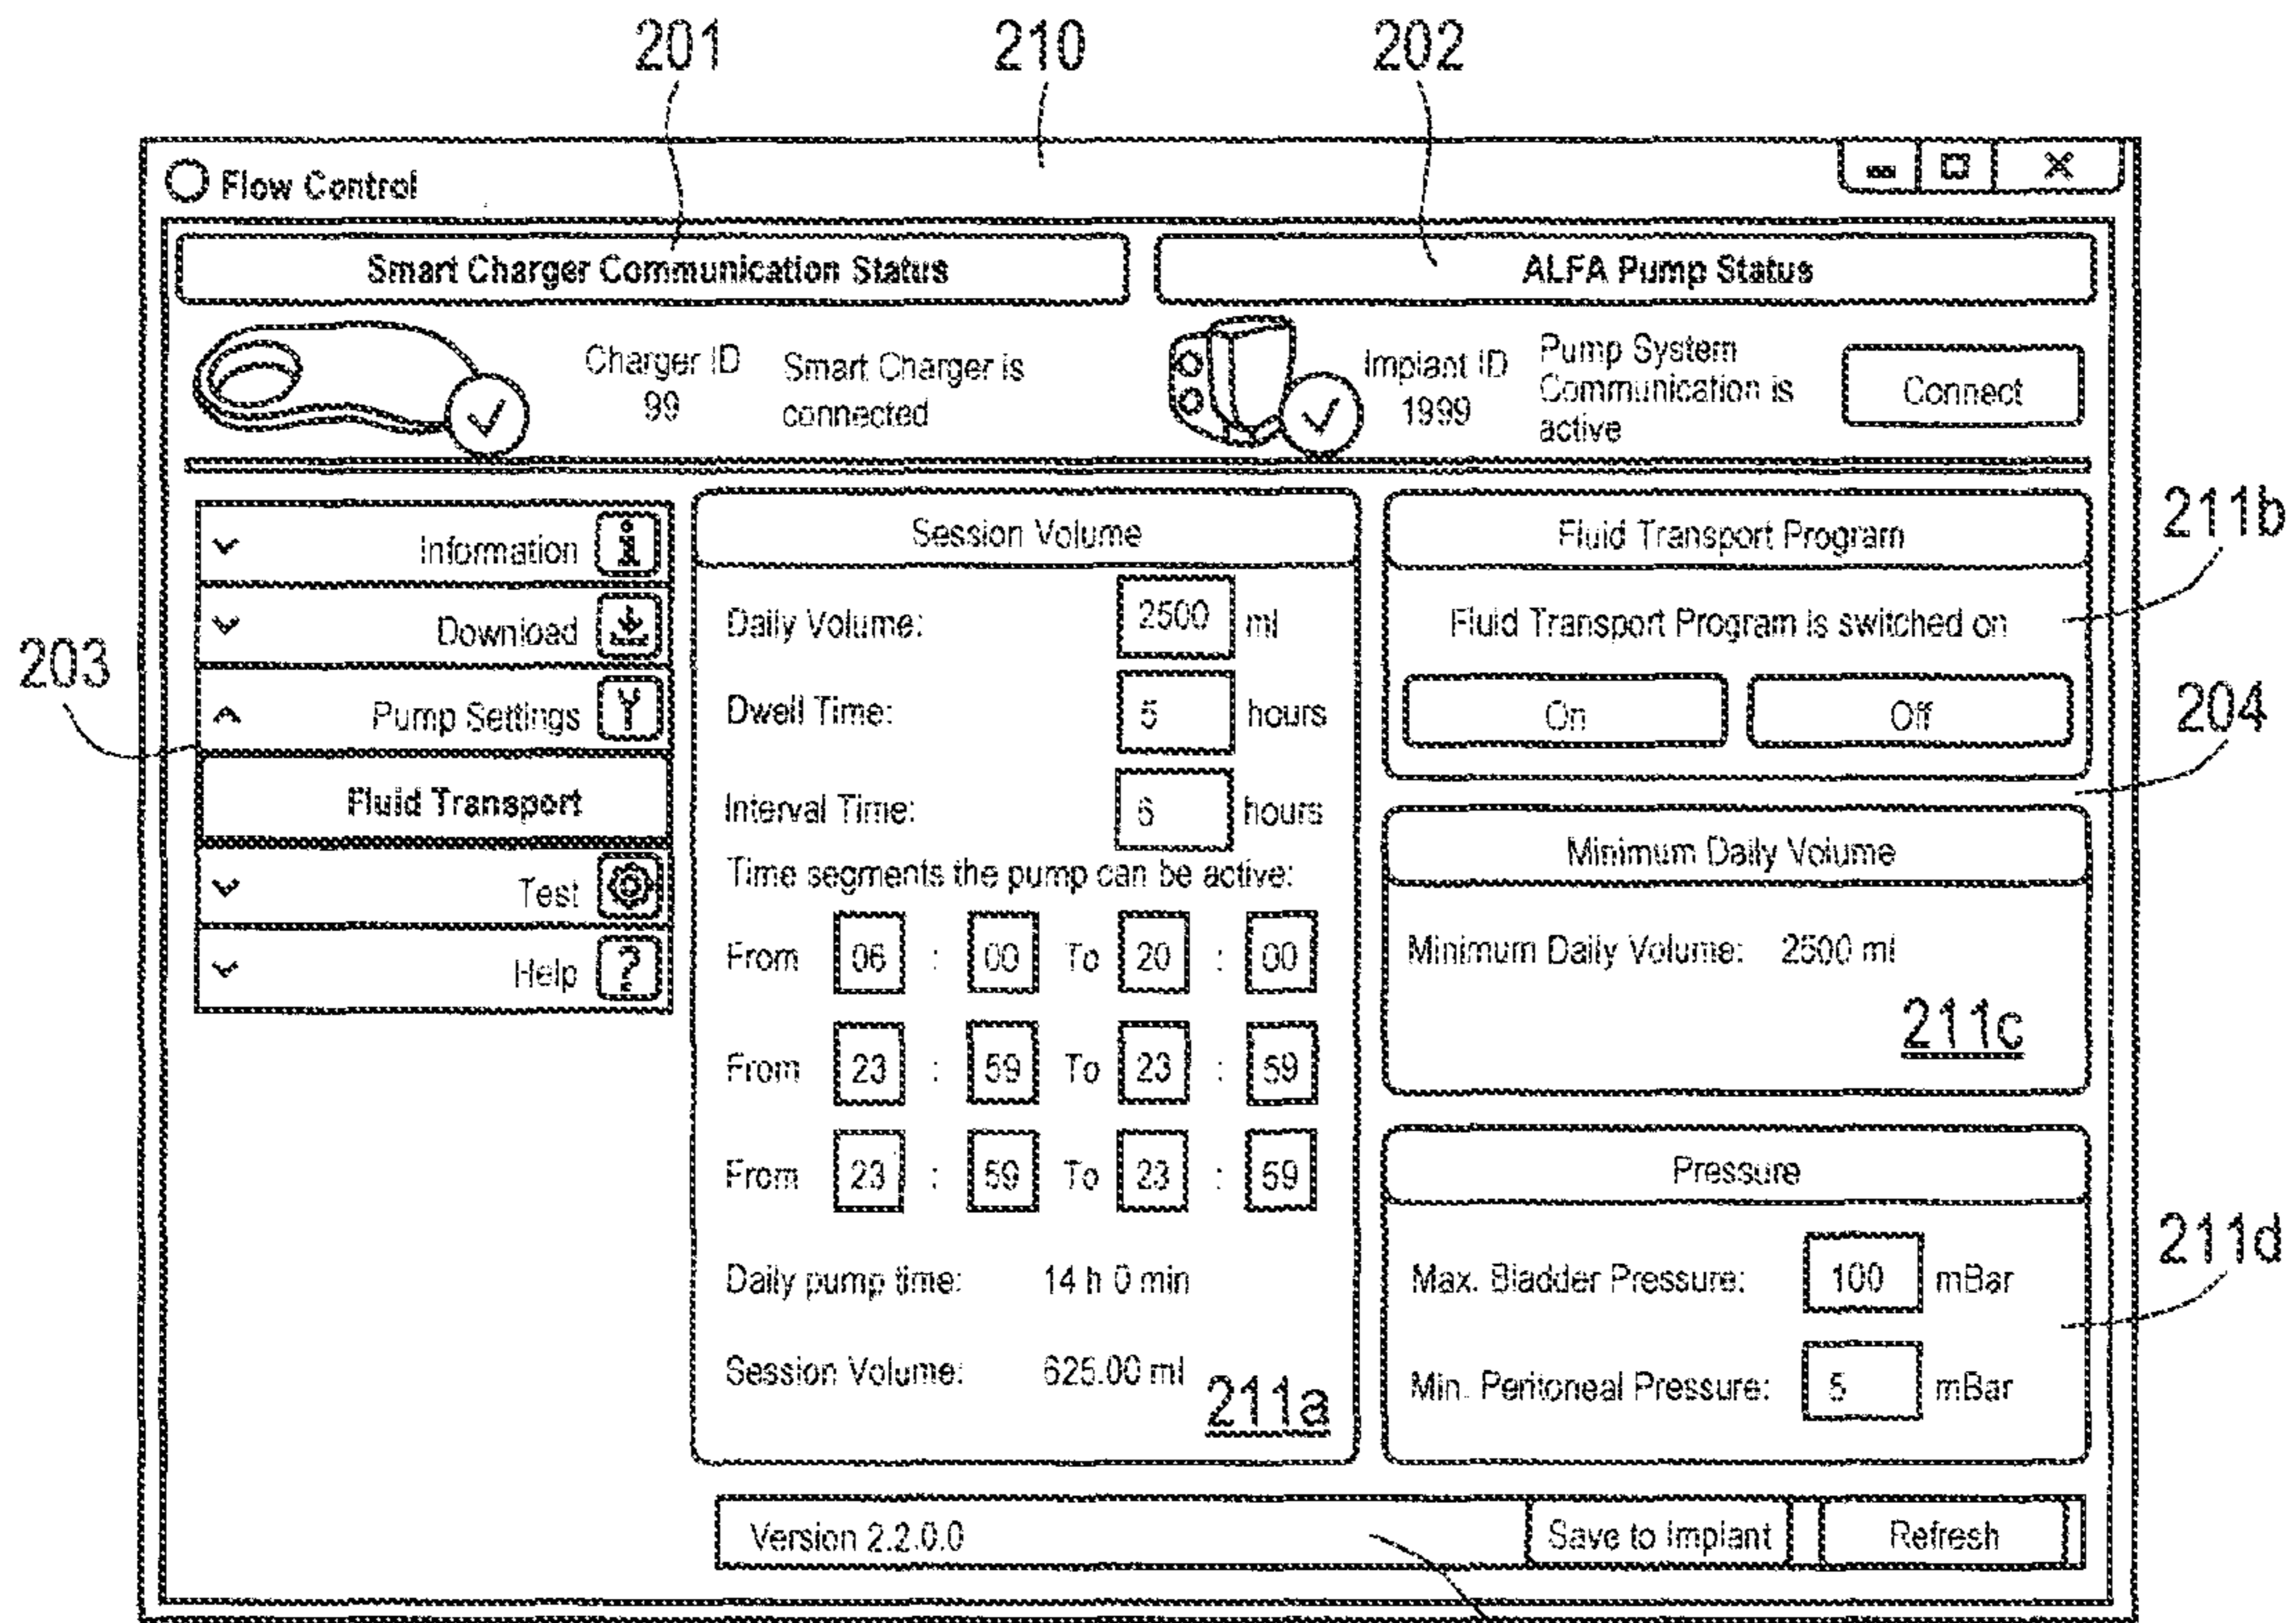 201 210 202
Flow Control
Smart Charger Communication Status
ALFA Pump Status
Charger ID
99
Smart Charger is
connected
Implant ID
1999
Pump System
Communication is
active
Connect
203
Information
Download
Pump Settings
Fluid Transport
Test
Help
Session Volume
Daily Volume: 2500 ml
Dwell Time: 5 hours
Interval Time: 6 hours
Time segments the pump can be active:
From 06 : 00 To 20 : 00
From 23 : 59 To 23 : 59
From 23 : 59 To 23 : 59
Daily pump time: 14 h 0 min
Session Volume: 625.00 ml
211a
Fluid Transport Program
Fluid Transport Program is switched on
On Off
211b
204
Minimum Daily Volume
Minimum Daily Volume: 2500 ml
211c
Pressure
Max. Bladder Pressure: 100 mBar
Min. Peritoneal Pressure: 5 mBar
211d
Version 2.2.0.0 Save to Implant Refresh